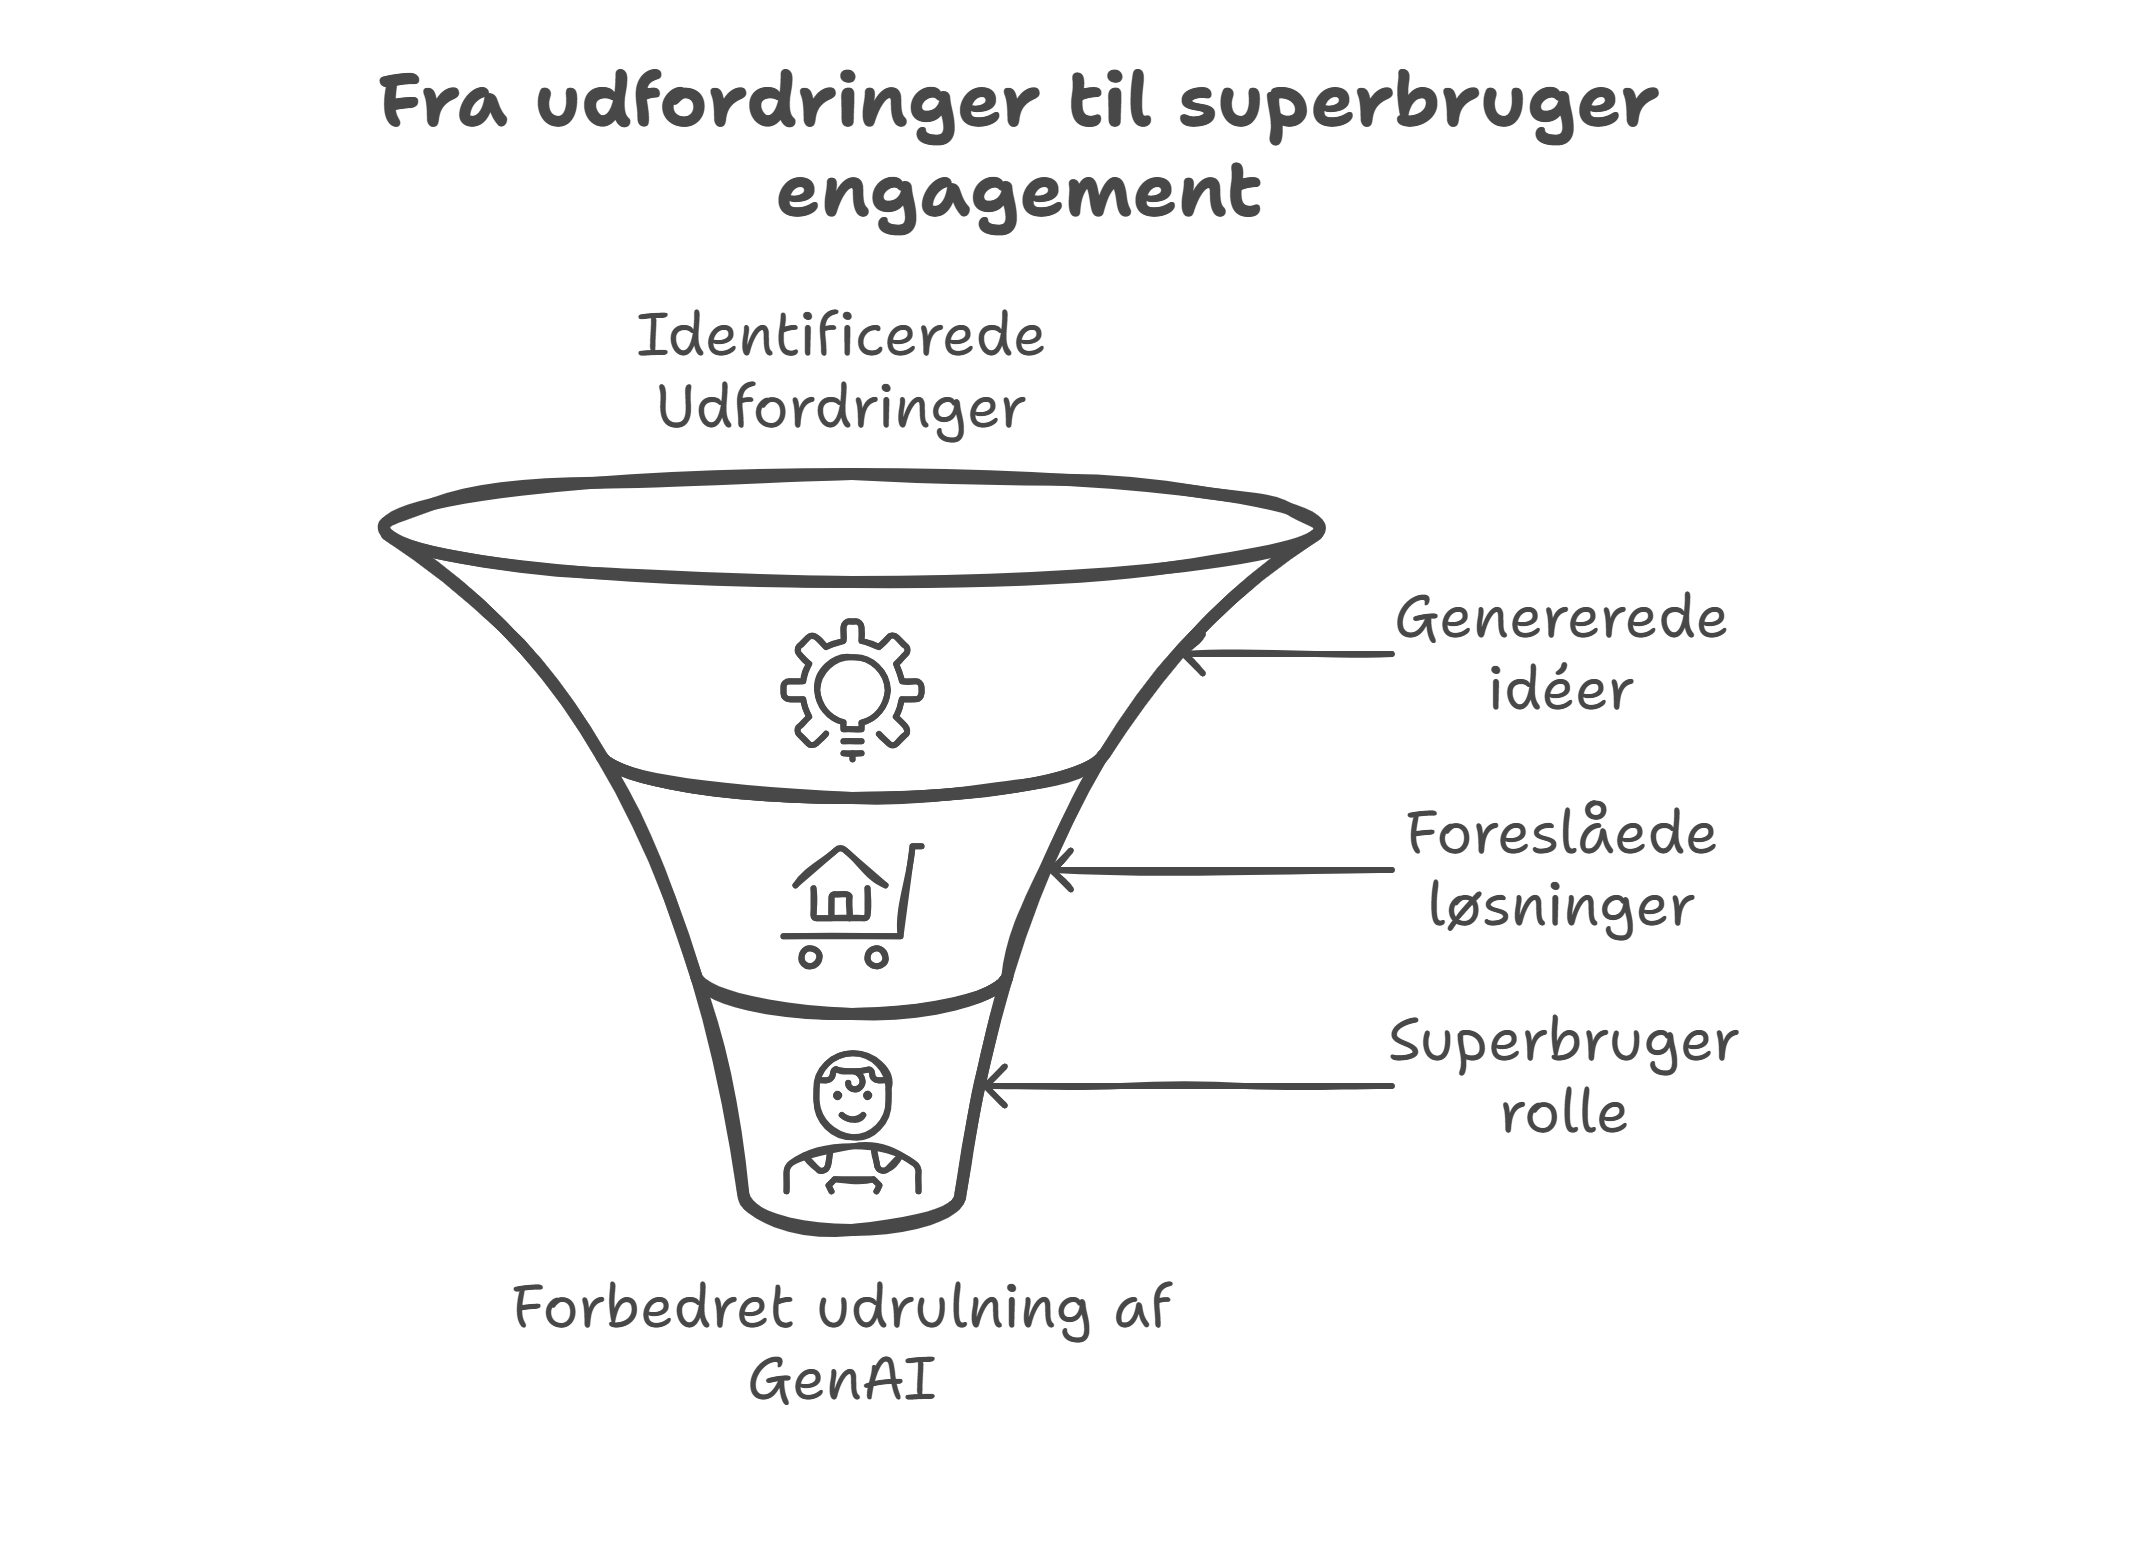 Fra udfordringer til superbruger
engagement
Identificerede
Udfordringer
Genererede
idéer
Foreslåede
løsninger
Superbruger
rolle
Forbedret udrulning af
GenAI